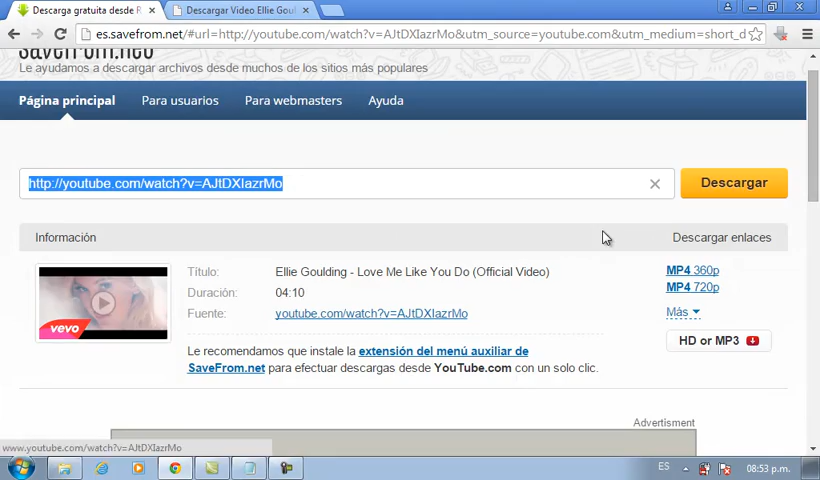 Descarga gratuita desde R
Descargar Video Ellie Goul
es.savefrom.net/#url=http://youtube.com/watch?v=AJtDXIazrMo&utm_source=youtube.com&utm_medium=short_d
savefrom.net
Le ayudamos a descargar archivos desde muchos de los sitios más populares
Página principal Para usuarios Para webmasters Ayuda
http://youtube.com/watch?v=AJtDXIazrMo
Descargar
Información Descargar enlaces
Título: Ellie Goulding - Love Me Like You Do (Official Video)
MP4 360p
Duración: 04:10
MP4 720p
Fuente: youtube.com/watch?v=AJtDXIazrMo
Más
vevo
HD or MP3
Le recomendamos que instale la extensión del menú auxiliar de
SaveFrom.net para efectuar descargas desde YouTube.com con un solo clic.
Advertisment
www.youtube.com/watch?v=AJtDXIazrMo
ES 08:53 p.m.